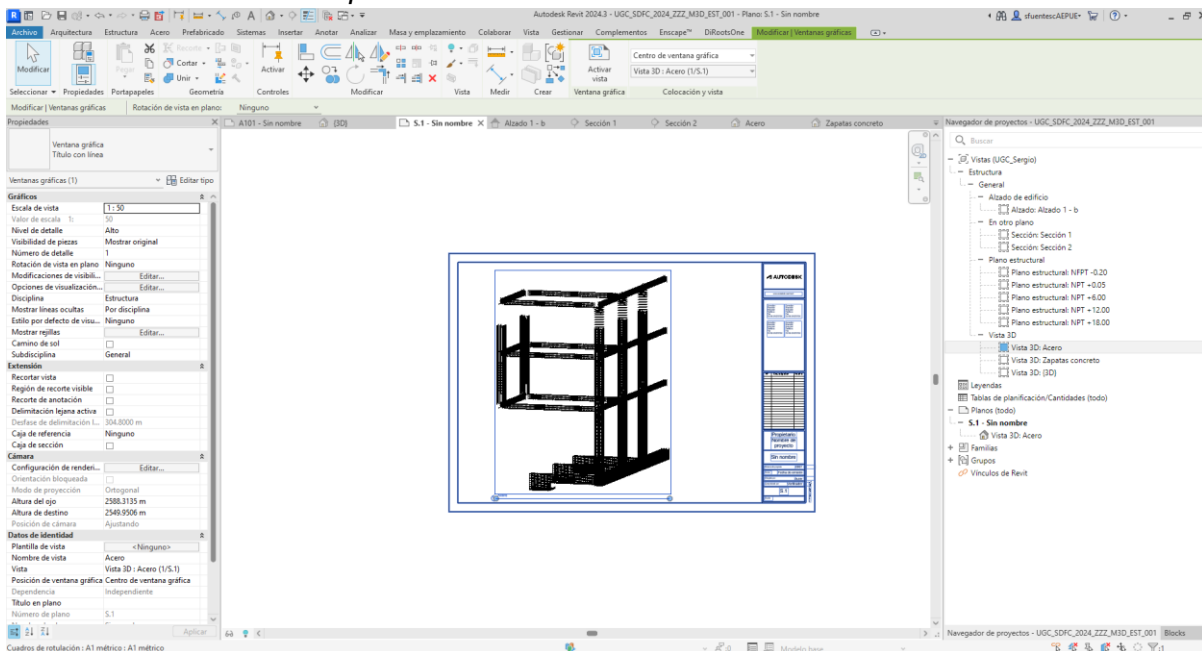 Autodesk Revit 2024.3 - UGC_SDFC_2024_ZZZ_M3D_EST_001 - Plano: S.1 - Sin nombre
sfuentescAEPUE
Archivo Arquitectura Estructura Acero Prefabricado Sistemas Insertar Anotar Analizar Masa y emplazamiento Colaborar Vista Gestionar Complementos Enscape™ DiRootsOne Modificar | Ventanas gráficas
Modificar
Pegar
Cortar
Unir
Activar
Activar vista
Centro de ventana gráfica
Vista 3D : Acero (1/S.1)
Seleccionar Propiedades Portapapeles Geometría Controles Modificar Vista Medir Crear Ventana gráfica Colocación y vista
Modificar | Ventanas gráficas Rotación de vista en plano: Ninguno
Propiedades
A101 - Sin nombre {3D} S.1 - Sin nombre Alzado 1 - b Sección 1 Sección 2 Acero Zapatas concreto
Ventana gráfica
Título con línea
Ventanas gráficas (1) Editar tipo
Gráficos
Escala de vista 1 : 50
Valor de escala 1: 50
Nivel de detalle Alto
Visibilidad de piezas Mostrar original
Número de detalle 1
Rotación de vista en plano Ninguno
Modificaciones de visibili... Editar...
Opciones de visualización... Editar...
Disciplina Estructura
Mostrar líneas ocultas Por disciplina
Estilo por defecto de visu... Ninguno
Mostrar rejillas Editar...
Camino de sol
Subdisciplina General
Extensión
Recortar vista
Región de recorte visible
Recorte de anotación
Delimitación lejana activa
Desfase de delimitación l... 304.8000 m
Caja de referencia Ninguno
Caja de sección
Cámara
Configuración de renderi... Editar...
Orientación bloqueada
Modo de proyección Ortogonal
Altura del ojo 2588.3135 m
Altura de destino 2549.9506 m
Posición de cámara Ajustando
Datos de identidad
Plantilla de vista <Ninguno>
Nombre de vista Acero
Vista Vista 3D : Acero (1/S.1)
Posición de ventana gráfica Centro de ventana gráfica
Dependencia Independiente
Título en plano
Número de plano S.1
Aplicar
AUTODESK
Propietario
Nombre de
proyecto
Sin nombre
S.1
Navegador de proyectos - UGC_SDFC_2024_ZZZ_M3D_EST_001
Buscar
Vistas (UGC_Sergio)
Estructura
General
Alzado de edificio
Alzado: Alzado 1 - b
En otro plano
Sección: Sección 1
Sección: Sección 2
Plano estructural
Plano estructural: NFPT -0.20
Plano estructural: NPT +0.05
Plano estructural: NPT +6.00
Plano estructural: NPT +12.00
Plano estructural: NPT +18.00
Vista 3D
Vista 3D: Acero
Vista 3D: Zapatas concreto
Vista 3D: {3D}
Leyendas
Tablas de planificación/Cantidades (todo)
Planos (todo)
S.1 - Sin nombre
Vista 3D: Acero
Familias
Grupos
Vínculos de Revit
Navegador de proyectos - UGC_SDFC_2024_ZZZ_M3D_EST_001 Blocks
Cuadros de rotulación : A1 métrico : A1 métrico
:0 Modelo base :1